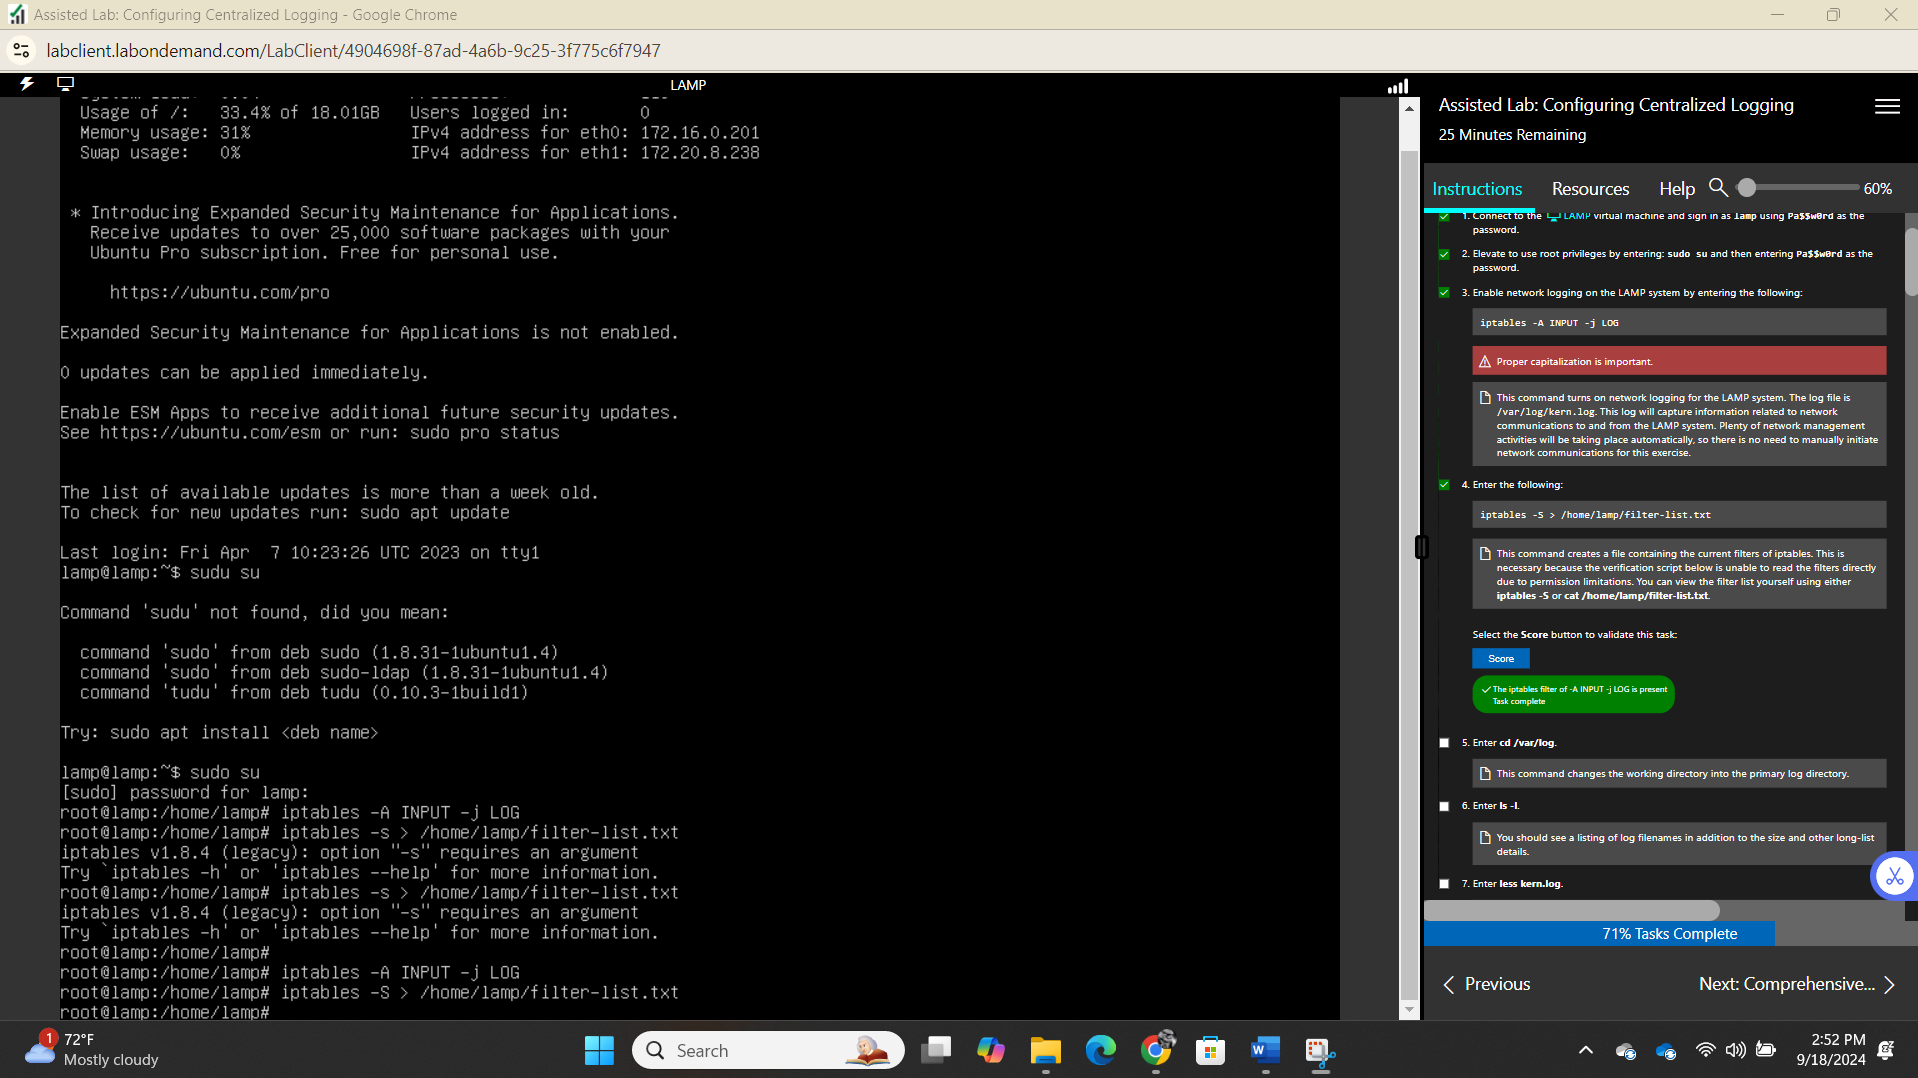 Assisted Lab: Configuring Centralized Logging - Google Chrome
labclient.labondemand.com/LabClient/4904698f-87ad-4a6b-9c25-3f775c6f7947
LAMP
Usage of /:   33.4% of 18.01GB   Users logged in:       0
Memory usage: 31%                IPv4 address for eth0: 172.16.0.201
Swap usage:   0%                 IPv4 address for eth1: 172.20.8.238
* Introducing Expanded Security Maintenance for Applications.
Receive updates to over 25,000 software packages with your
Ubuntu Pro subscription. Free for personal use.
https://ubuntu.com/pro
Expanded Security Maintenance for Applications is not enabled.
0 updates can be applied immediately.
Enable ESM Apps to receive additional future security updates.
See https://ubuntu.com/esm or run: sudo pro status
The list of available updates is more than a week old.
To check for new updates run: sudo apt update
Last login: Fri Apr  7 10:23:26 UTC 2023 on tty1
lamp@lamp:~$ sudu su
Command 'sudu' not found, did you mean:
command 'sudo' from deb sudo (1.8.31-1ubuntu1.4)
command 'sudo' from deb sudo-ldap (1.8.31-1ubuntu1.4)
command 'tudu' from deb tudu (0.10.3-1build1)
Try: sudo apt install <deb name>
lamp@lamp:~$ sudo su
[sudo] password for lamp:
root@lamp:/home/lamp# iptables -A INPUT -j LOG
root@lamp:/home/lamp# iptables -s > /home/lamp/filter-list.txt
iptables v1.8.4 (legacy): option "-s" requires an argument
Try `iptables -h' or 'iptables --help' for more information.
root@lamp:/home/lamp# iptables -s > /home/lamp/filter-list.txt
iptables v1.8.4 (legacy): option "-s" requires an argument
Try `iptables -h' or 'iptables --help' for more information.
root@lamp:/home/lamp#
root@lamp:/home/lamp# iptables -A INPUT -j LOG
root@lamp:/home/lamp# iptables -S > /home/lamp/filter-list.txt
root@lamp:/home/lamp#
Assisted Lab: Configuring Centralized Logging
25 Minutes Remaining
Instructions Resources Help 60%
1. Connect to the LAMP virtual machine and sign in as lamp using Pa$$w0rd as the
password.
2. Elevate to use root privileges by entering: sudo su and then entering Pa$$w0rd as the
password.
3. Enable network logging on the LAMP system by entering the following:
iptables -A INPUT -j LOG
Proper capitalization is important.
This command turns on network logging for the LAMP system. The log file is
/var/log/kern.log. This log will capture information related to network
communications to and from the LAMP system. Plenty of network management
activities will be taking place automatically, so there is no need to manually initiate
network communications for this exercise.
4. Enter the following:
iptables -S > /home/lamp/filter-list.txt
This command creates a file containing the current filters of iptables. This is
necessary because the verification script below is unable to read the filters directly
due to permission limitations. You can view the filter list yourself using either
iptables -S or cat /home/lamp/filter-list.txt.
Select the Score button to validate this task:
Score
The iptables filter of -A INPUT -j LOG is present
Task complete
5. Enter cd /var/log.
This command changes the working directory into the primary log directory.
6. Enter ls -l.
You should see a listing of log filenames in addition to the size and other long-list
details.
7. Enter less kern.log.
71% Tasks Complete
Previous
Next: Comprehensive...
1
72°F
Mostly cloudy
Search
2:52 PM
9/18/2024